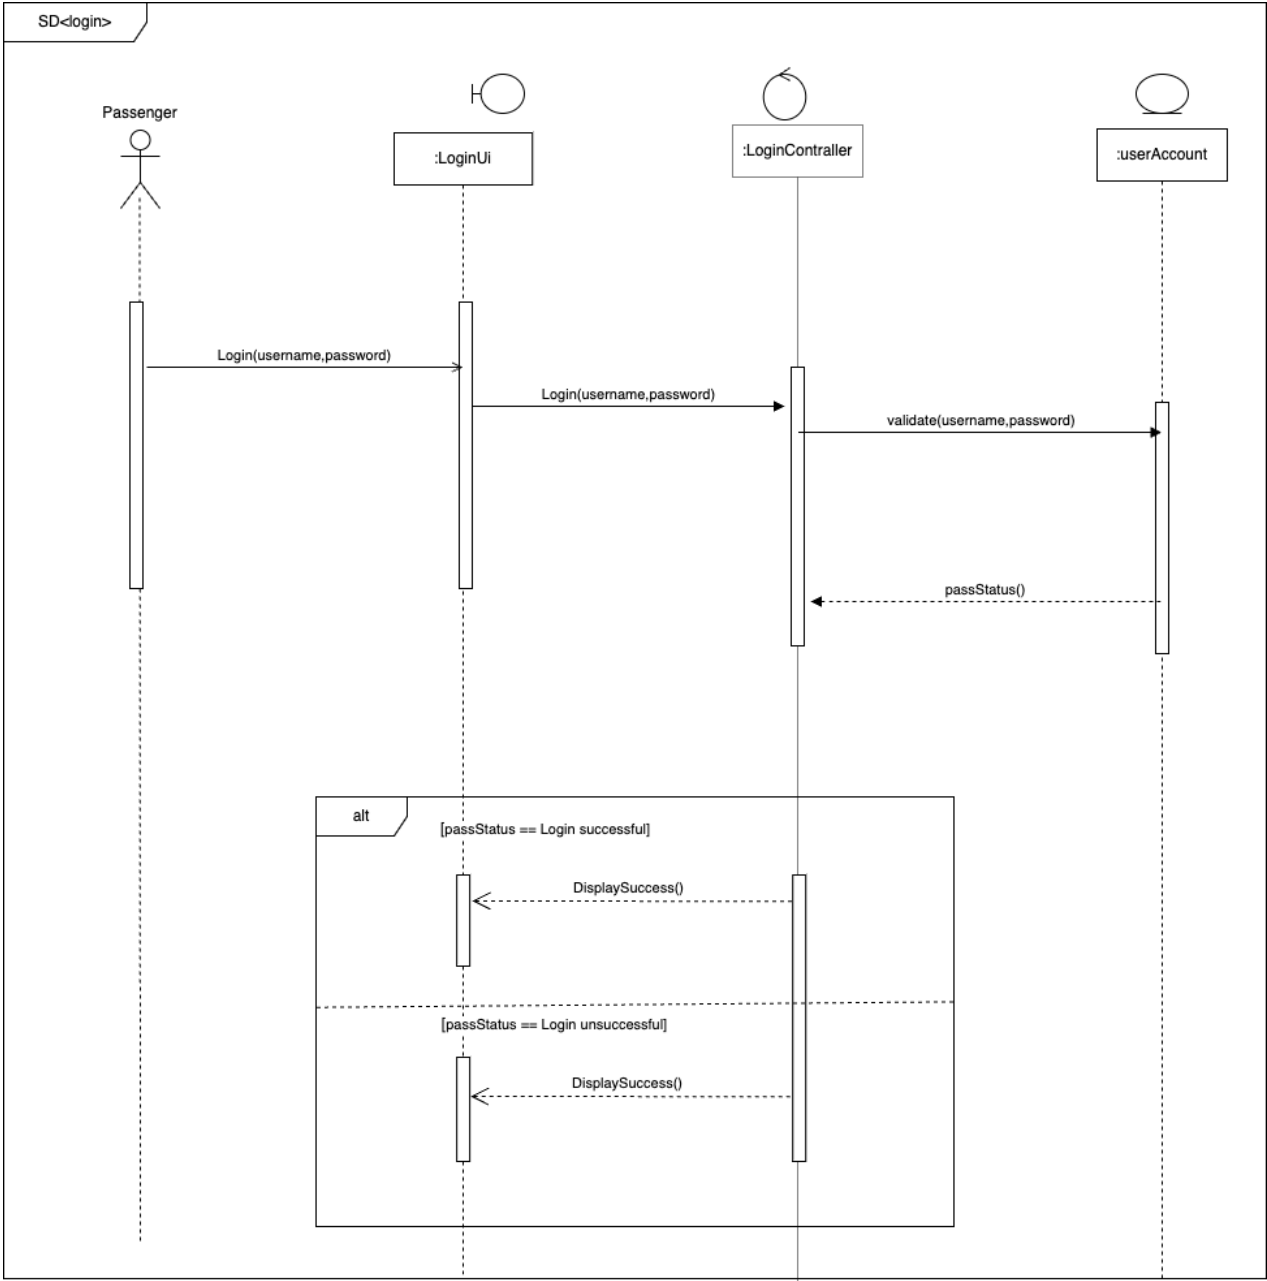 SD<login>
Passenger
:LoginUi
:LoginContraller
:userAccount
Login(username,password)
Login(username,password)
validate(username,password)
passStatus()
alt
[passStatus == Login successful]
DisplaySuccess()
[passStatus == Login unsuccessful]
DisplaySuccess()